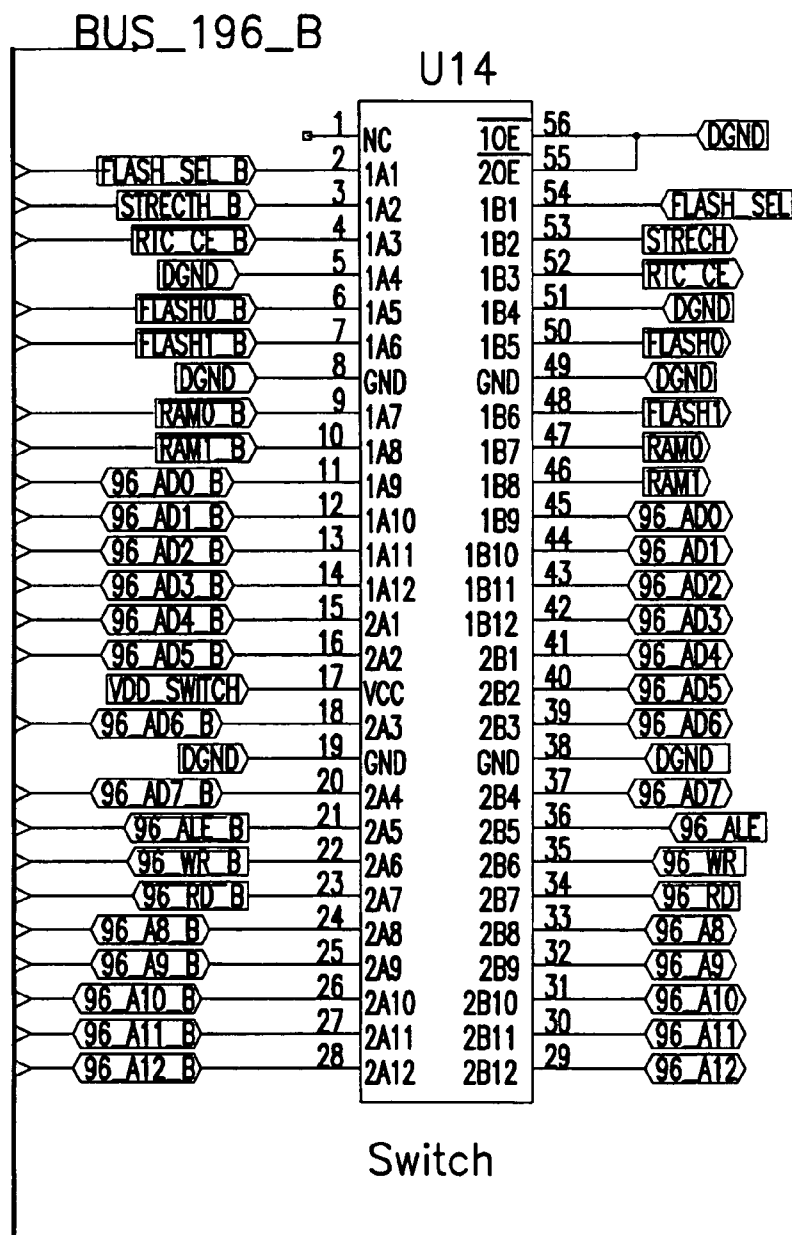 BUS_196_B
U14
1 NC 1OE 56 DGND
FLASH_SEL_B 2 1A1 2OE 55
STRECTH_B 3 1A2 1B1 54 FLASH_SEL
RTC_CE_B 4 1A3 1B2 53 STRECH
DGND 5 1A4 1B3 52 RTC_CE
FLASH0_B 6 1A5 1B4 51 DGND
FLASH1_B 7 1A6 1B5 50 FLASH0
DGND 8 GND GND 49 DGND
RAM0_B 9 1A7 1B6 48 FLASH1
RAM1_B 10 1A8 1B7 47 RAM0
96_AD0_B 11 1A9 1B8 46 RAM1
96_AD1_B 12 1A10 1B9 45 96_AD0
96_AD2_B 13 1A11 1B10 44 96_AD1
96_AD3_B 14 1A12 1B11 43 96_AD2
96_AD4_B 15 2A1 1B12 42 96_AD3
96_AD5_B 16 2A2 2B1 41 96_AD4
VDD_SWITCH 17 VCC 2B2 40 96_AD5
96_AD6_B 18 2A3 2B3 39 96_AD6
DGND 19 GND GND 38 DGND
96_AD7_B 20 2A4 2B4 37 96_AD7
96_ALE_B 21 2A5 2B5 36 96_ALE
96_WR_B 22 2A6 2B6 35 96_WR
96_RD_B 23 2A7 2B7 34 96_RD
96_A8_B 24 2A8 2B8 33 96_A8
96_A9_B 25 2A9 2B9 32 96_A9
96_A10_B 26 2A10 2B10 31 96_A10
96_A11_B 27 2A11 2B11 30 96_A11
96_A12_B 28 2A12 2B12 29 96_A12
Switch